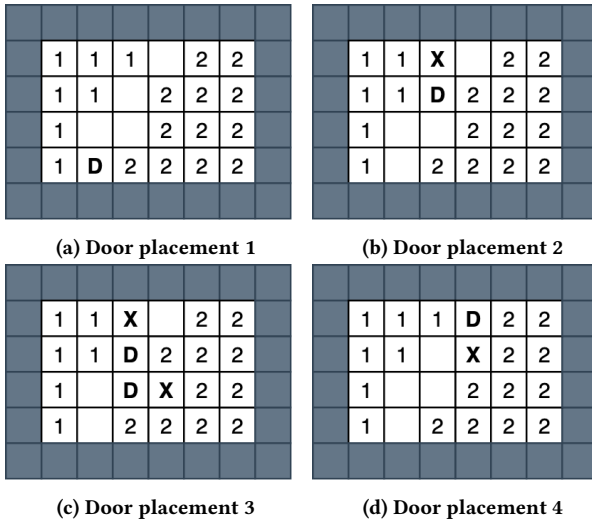 1 1 1 2 2
1 1 2 2 2
1 2 2 2
1 D 2 2 2 2
(a) Door placement 1
1 1 X 2 2
1 1 D 2 2 2
1 2 2 2
1 2 2 2 2
(b) Door placement 2
1 1 X 2 2
1 1 D 2 2 2
1 D X 2 2
1 2 2 2 2
(c) Door placement 3
1 1 1 D 2 2
1 1 X 2 2
1 2 2 2
1 2 2 2 2
(d) Door placement 4